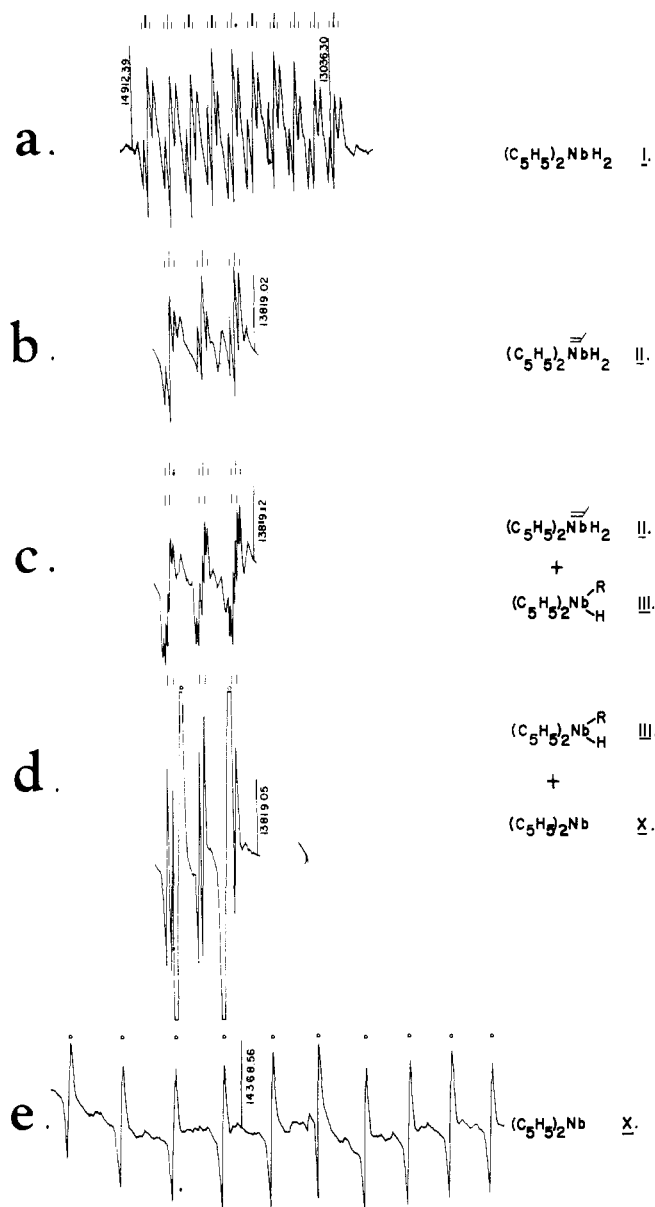 14912.39
13036.30
a.
(C5H5)2NbH2 I.
13819.02
b.
(C5H5)2NbH2 II.
13819.12
c.
(C5H5)2NbH2 II.
+
(C5H5)2Nb R H III.
d.
13819.05
(C5H5)2Nb R H III.
+
(C5H5)2Nb X.
14368.56
e.
(C5H5)2Nb X.